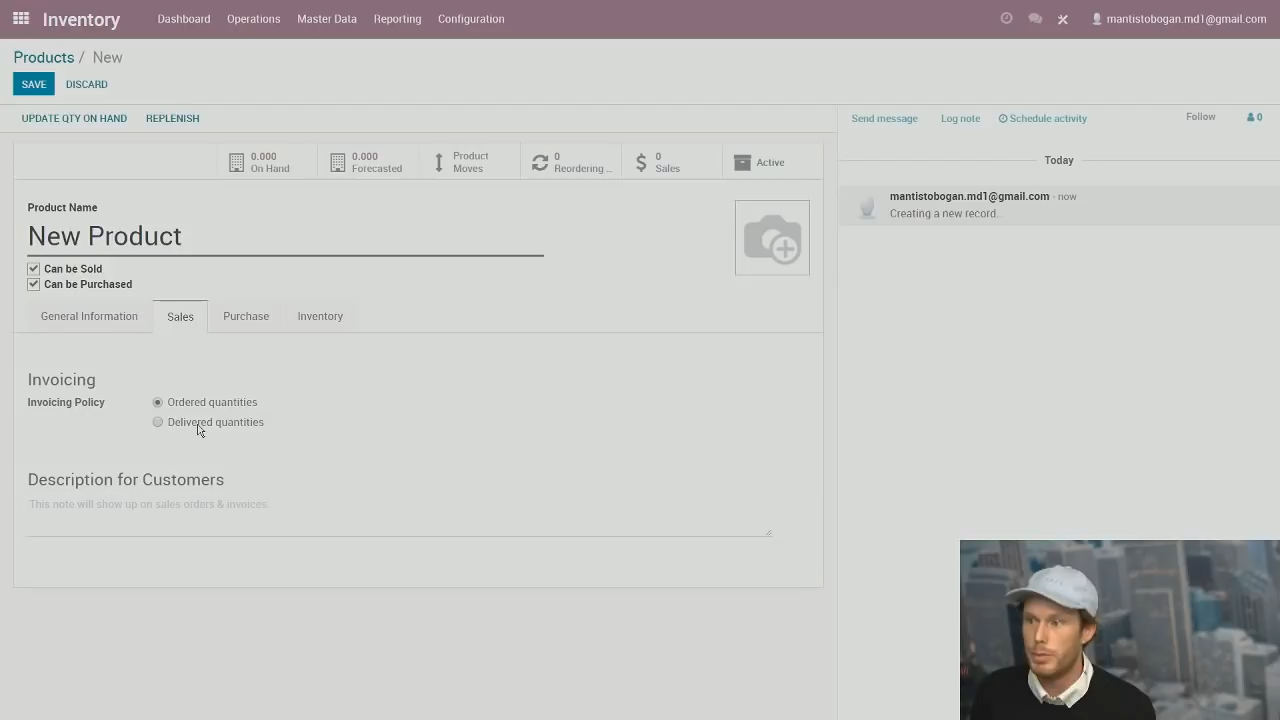 Inventory Dashboard Operations Master Data Reporting Configuration mantistobogan.md1@gmail.com
Products / New
SAVE DISCARD
UPDATE QTY ON HAND REPLENISH Send message Log note Schedule activity Follow 0
0.000 On Hand
0.000 Forecasted
Product Moves
0 Reordering ...
$ 0 Sales
Active
Today
mantistobogan.md1@gmail.com - now
Creating a new record...
Product Name
New Product
Can be Sold
Can be Purchased
General Information Sales Purchase Inventory
Invoicing
Invoicing Policy Ordered quantities
Delivered quantities
Description for Customers
This note will show up on sales orders & invoices.